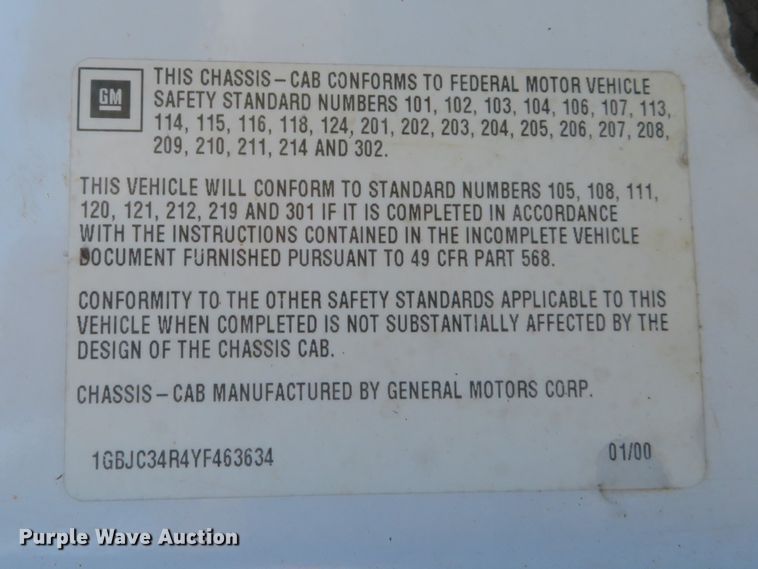 GM
THIS CHASSIS – CAB CONFORMS TO FEDERAL MOTOR VEHICLE
SAFETY STANDARD NUMBERS 101, 102, 103, 104, 106, 107, 113,
114, 115, 116, 118, 124, 201, 202, 203, 204, 205, 206, 207, 208,
209, 210, 211, 214 AND 302.
THIS VEHICLE WILL CONFORM TO STANDARD NUMBERS 105, 108, 111,
120, 121, 212, 219 AND 301 IF IT IS COMPLETED IN ACCORDANCE
WITH THE INSTRUCTIONS CONTAINED IN THE INCOMPLETE VEHICLE
DOCUMENT FURNISHED PURSUANT TO 49 CFR PART 568.
CONFORMITY TO THE OTHER SAFETY STANDARDS APPLICABLE TO THIS
VEHICLE WHEN COMPLETED IS NOT SUBSTANTIALLY AFFECTED BY THE
DESIGN OF THE CHASSIS CAB.
CHASSIS – CAB MANUFACTURED BY GENERAL MOTORS CORP.
1GBJC34R4YF463634 01/00
Purple Wave Auction